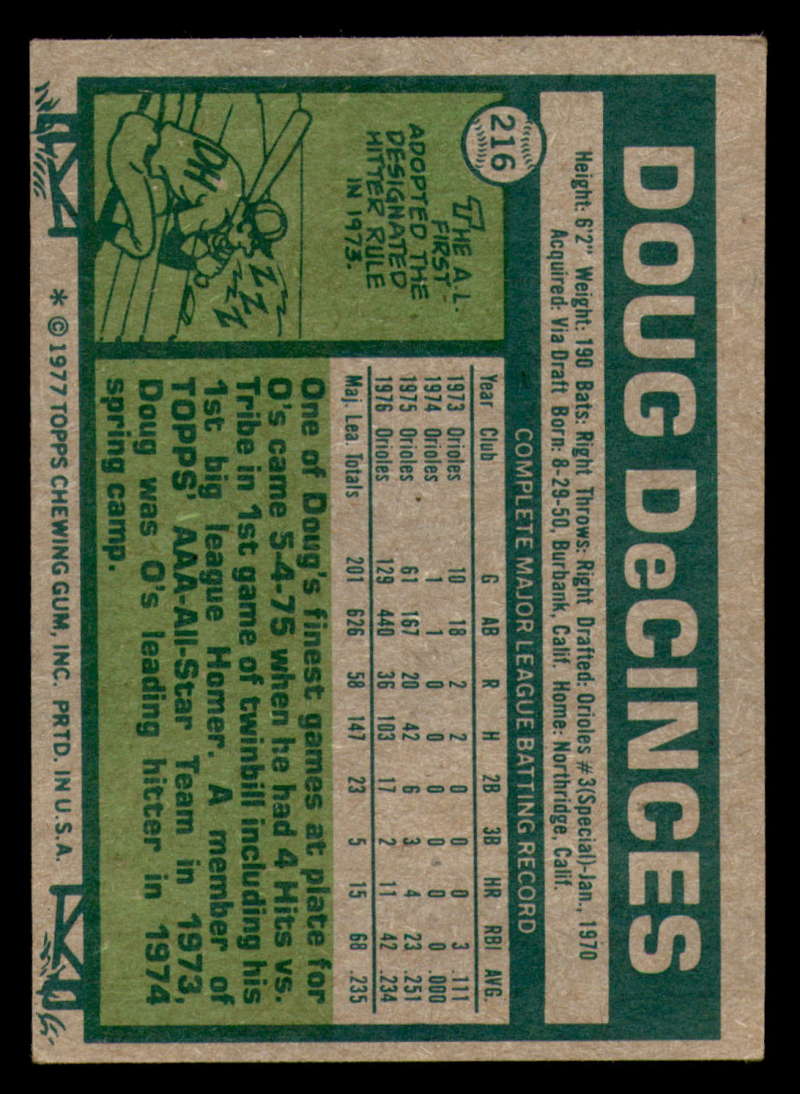 216
DOUG DeCINCES
Height: 6'2" Weight: 190 Bats: Right Throws: Right Drafted: Orioles #3(Special)-Jan., 1970
Acquired: Via Draft Born: 8-29-50, Burbank, Calif. Home: Northridge, Calif.
COMPLETE MAJOR LEAGUE BATTING RECORD
Year Club G AB R H 2B 3B HR RBI AVG.
1973 Orioles 10 18 2 2 0 0 0 3 .111
1974 Orioles 1 1 0 0 0 0 0 0 .000
1975 Orioles 61 167 20 42 6 3 4 23 .251
1976 Orioles 129 440 36 103 17 2 11 42 .234
Maj. Lea. Totals 201 626 58 147 23 5 15 68 .235
THE A.L.
FIRST
ADOPTED THE
DESIGNATED
HITTER RULE
IN 1973.
DH
ZZZZ
One of Doug's finest games at plate for
O's came 5-4-75 when he had 4 Hits vs.
Tribe in 1st game of twinbill including his
1st big league Homer. A member of
TOPPS' AAA-All-Star Team in 1973,
Doug was O's leading hitter in 1974
spring camp.
* © 1977 TOPPS CHEWING GUM, INC. PRTD. IN U.S.A.